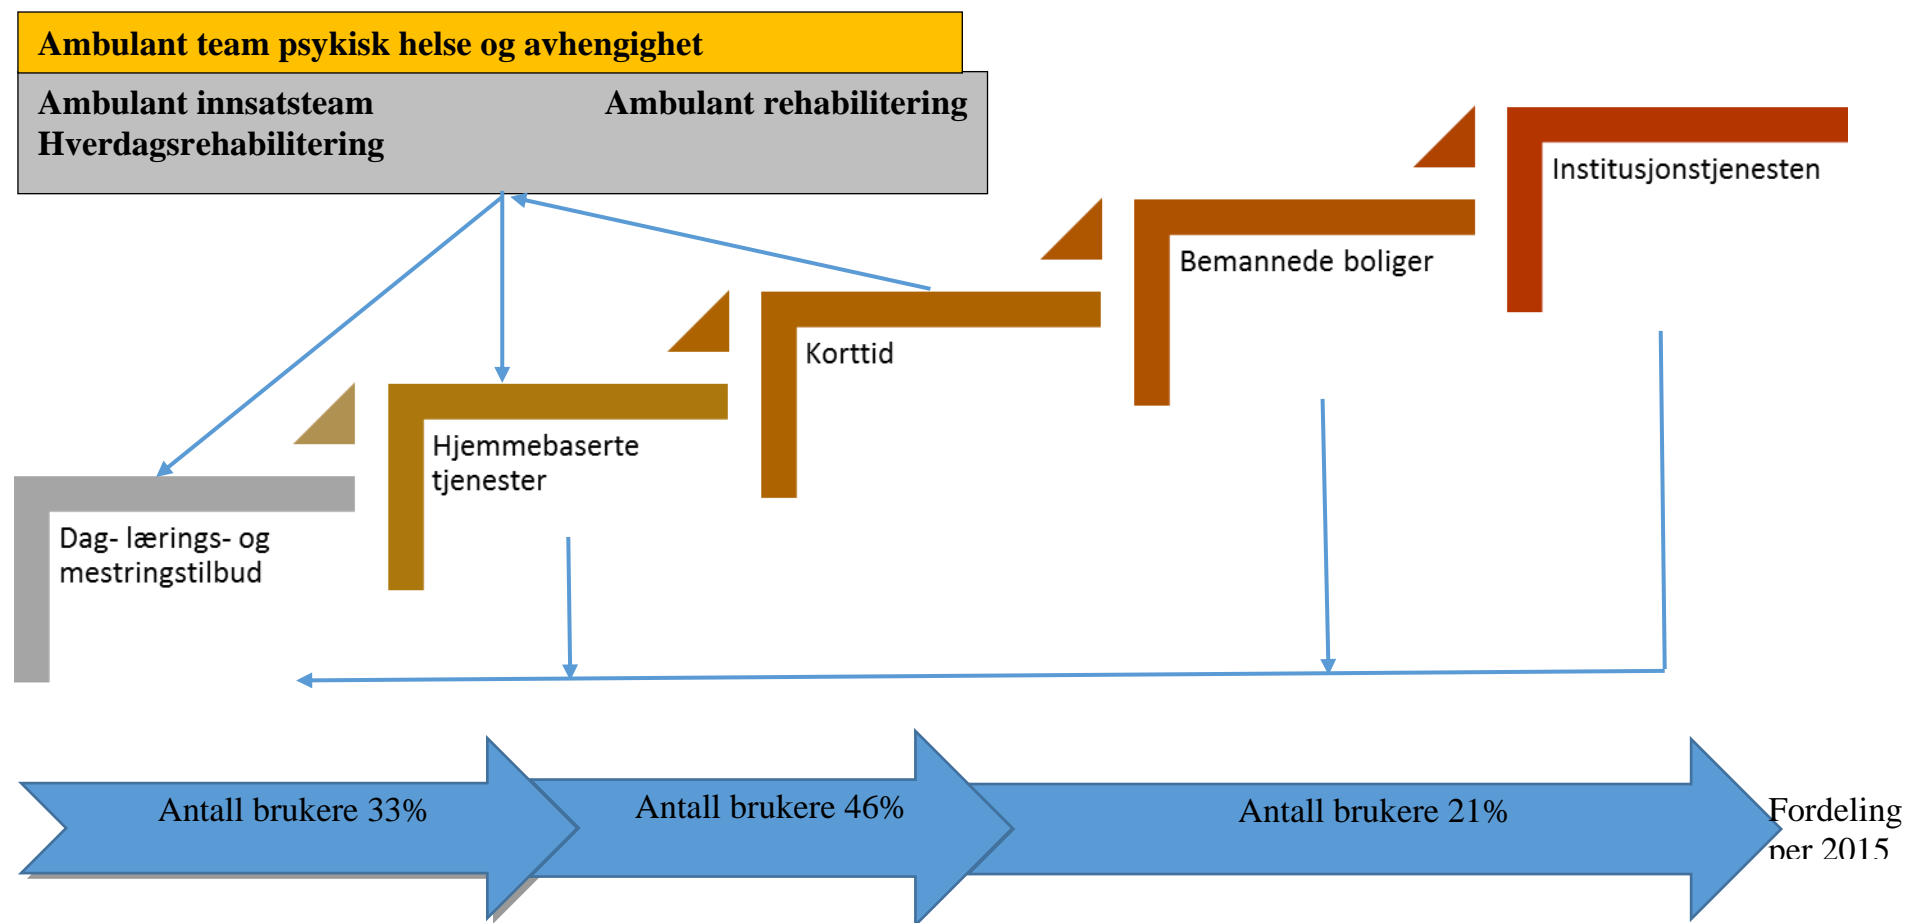 Ambulant team psykisk helse og avhengighet
Ambulant innsatsteam Ambulant rehabilitering
Hverdagsrehabilitering
Institusjonstjenesten
Bemannede boliger
Korttid
Hjemmebaserte
tjenester
Dag- lærings- og
mestringstilbud
Antall brukere 33%
Antall brukere 46%
Antall brukere 21%
Fordeling
per 2015